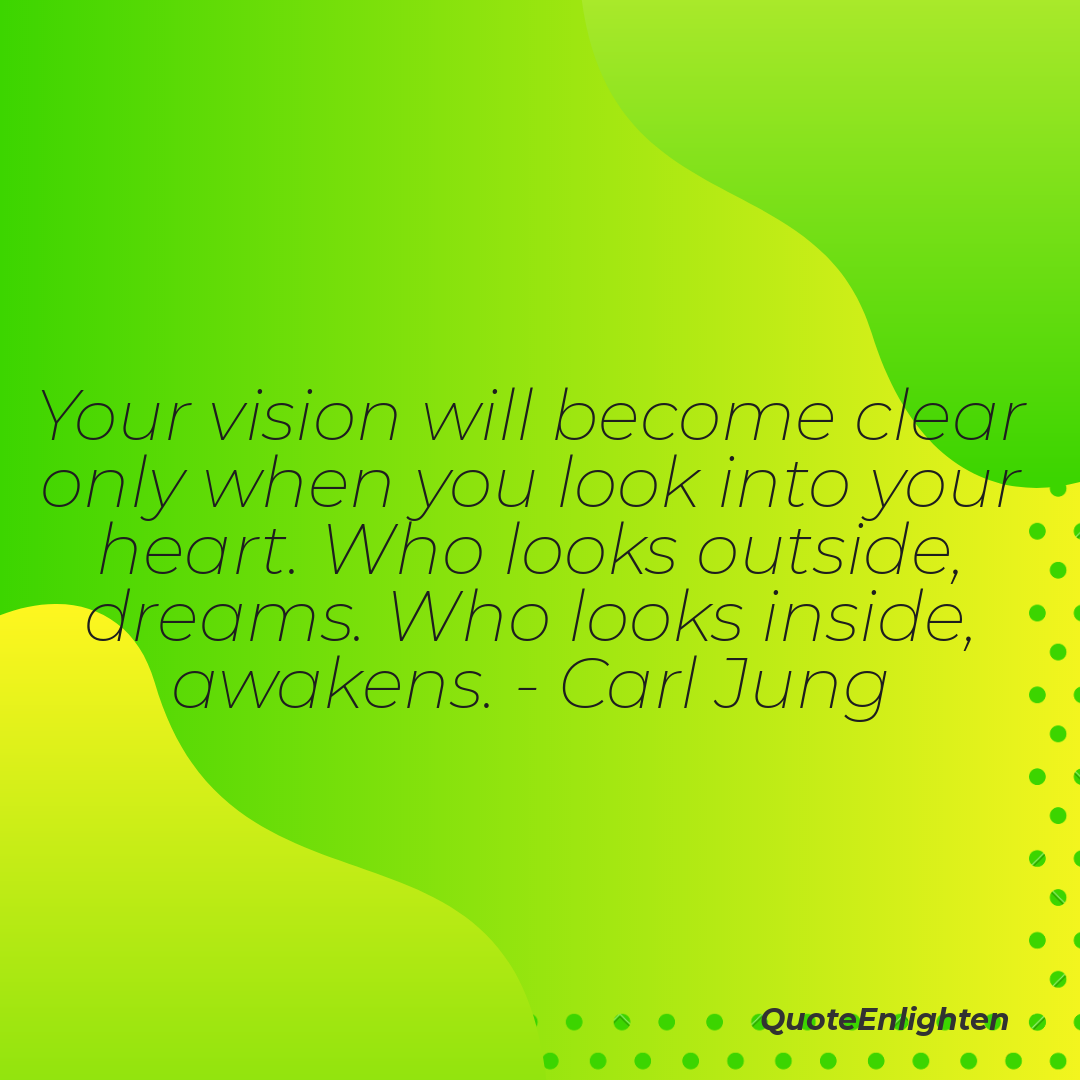 Your vision will become clear
only when you look into your
heart. Who looks outside,
dreams. Who looks inside,
awakens. - Carl Jung
QuoteEnlighten